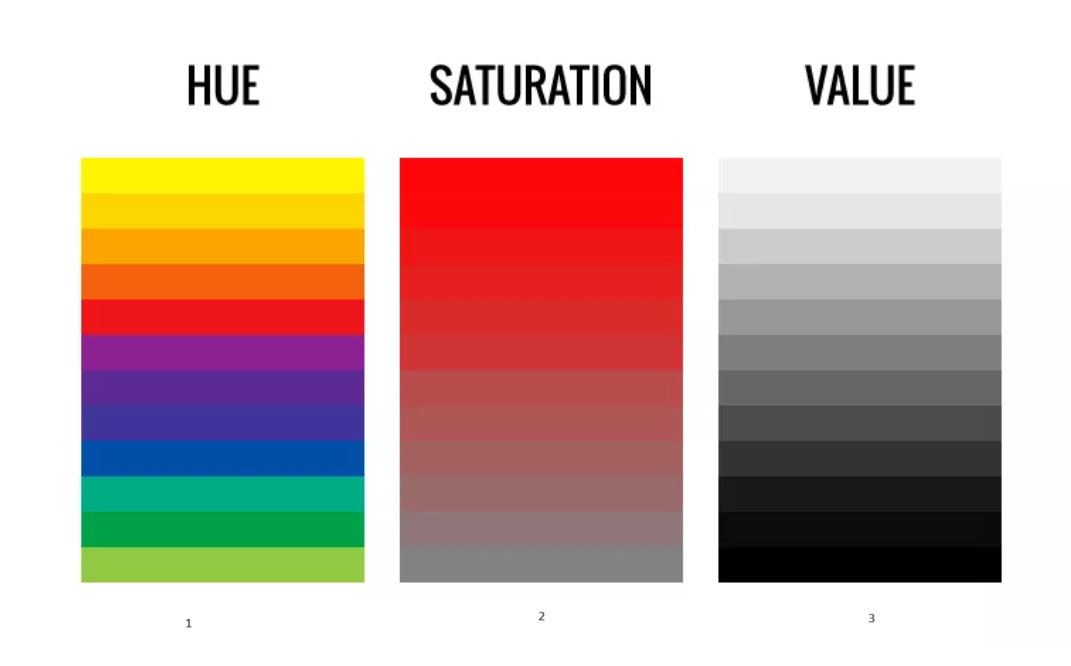 HUE
SATURATION
VALUE
1
2
3